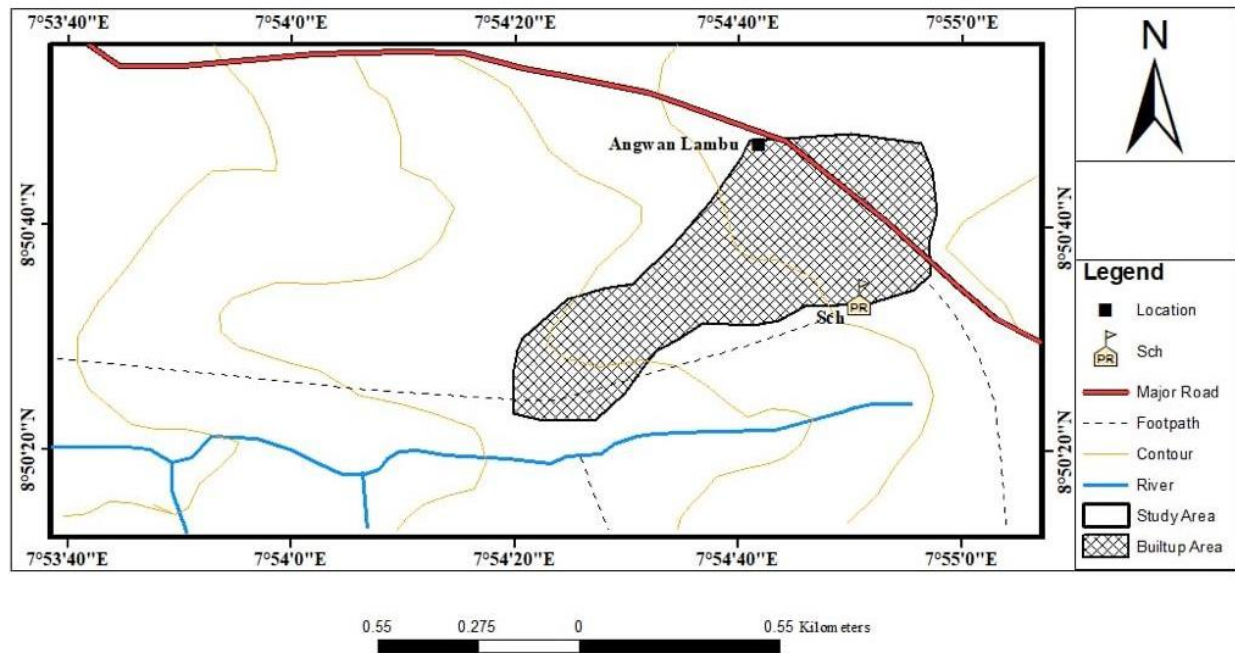 7°53'40"E 7°54'0"E 7°54'20"E 7°54'40"E 7°55'0"E
N
Angwan Lambu
8°50'40"N
8°50'40"N
Sch
PR
8°50'20"N
8°50'20"N
7°53'40"E 7°54'0"E 7°54'20"E 7°54'40"E 7°55'0"E
Legend
Location
PR
Sch
Major Road
Footpath
Contour
River
Study Area
Builtup Area
0.55 0.275 0 0.55 Kilometers